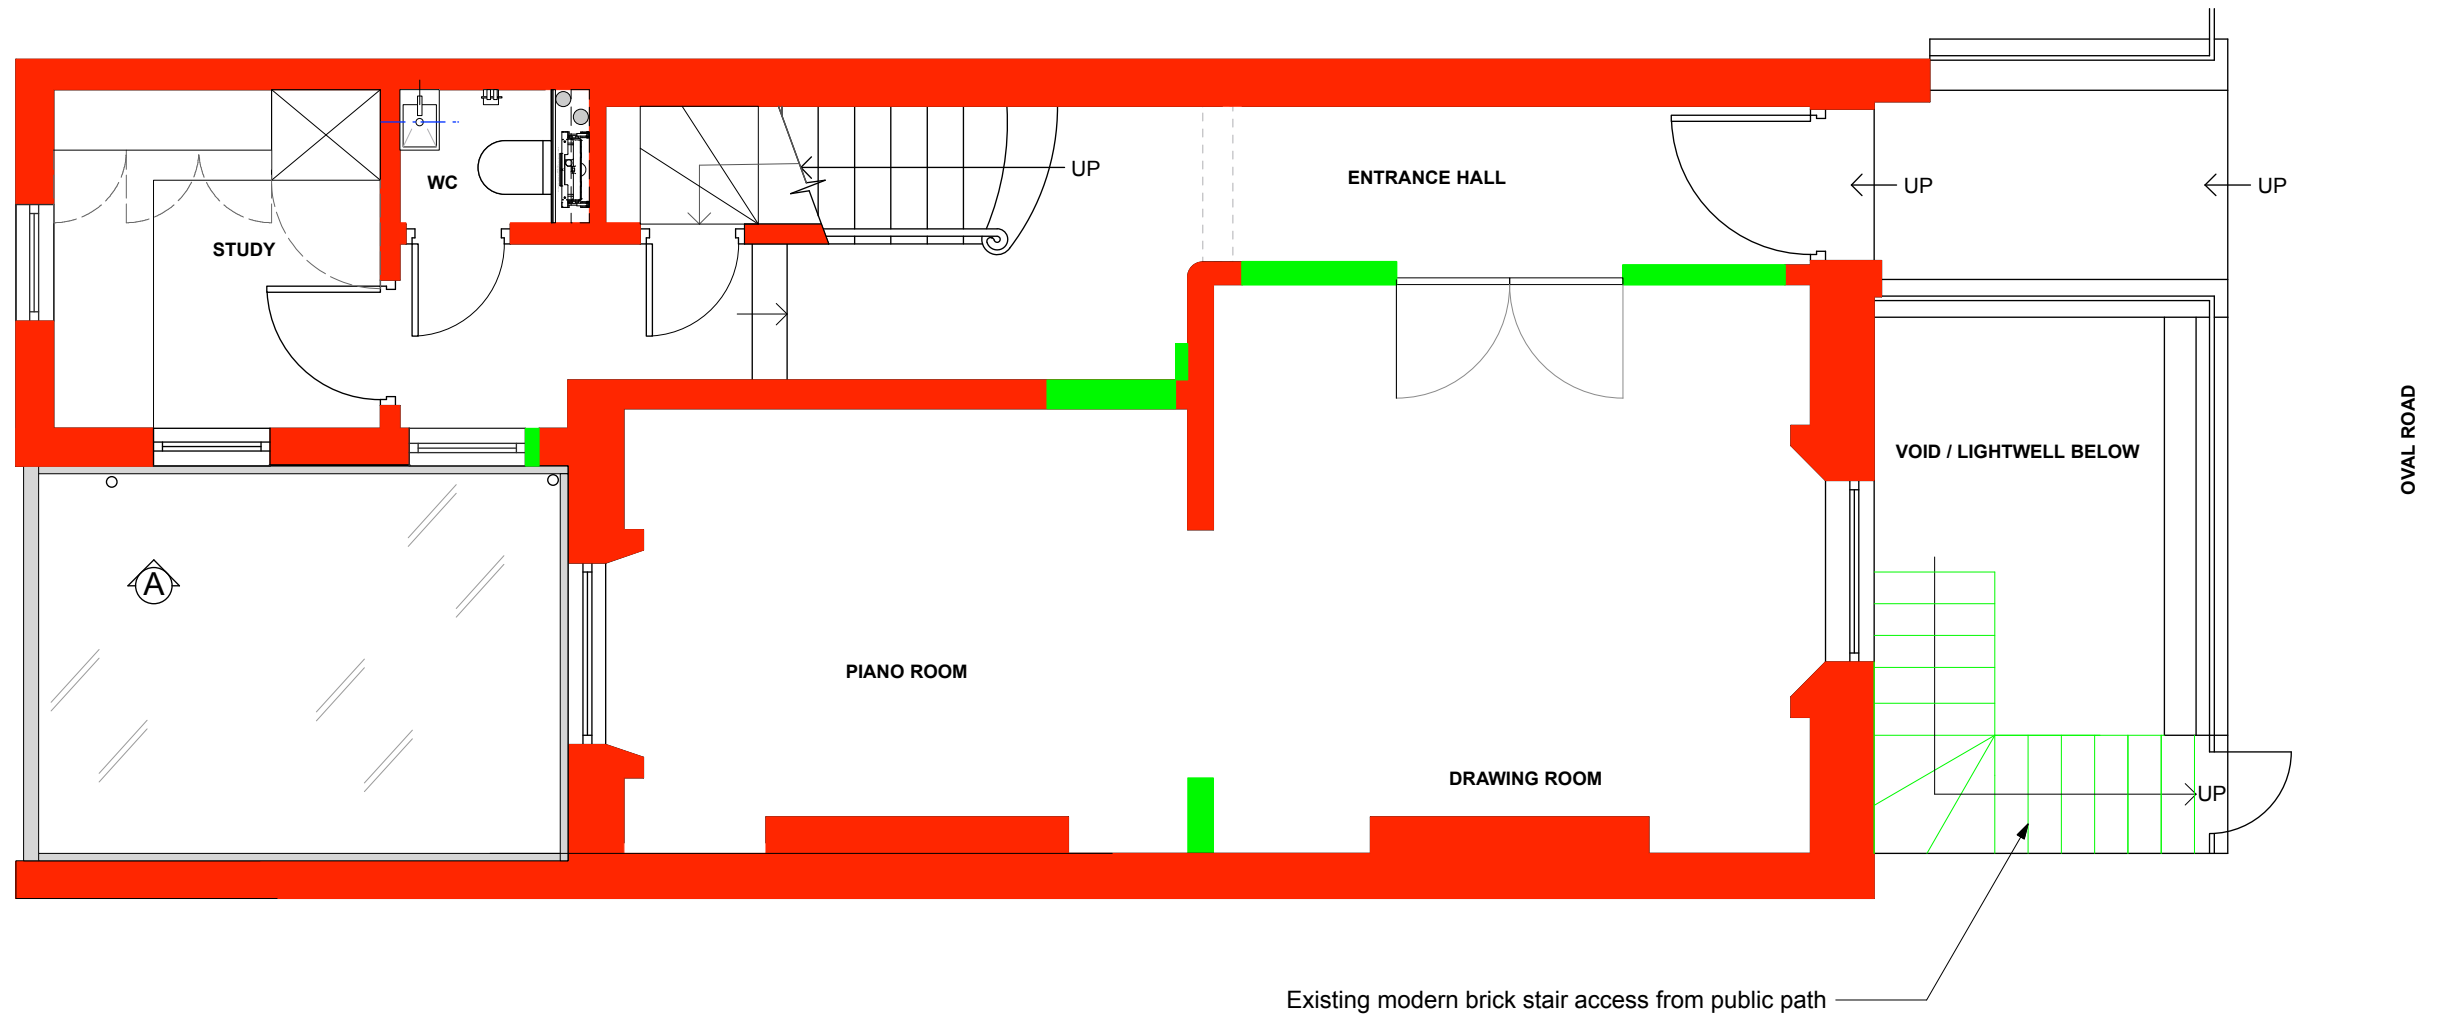 UP
ENTRANCE HALL
UP
UP
WC
STUDY
OVAL ROAD
VOID / LIGHTWELL BELOW
A
PIANO ROOM
DRAWING ROOM
UP
Existing modern brick stair access from public path